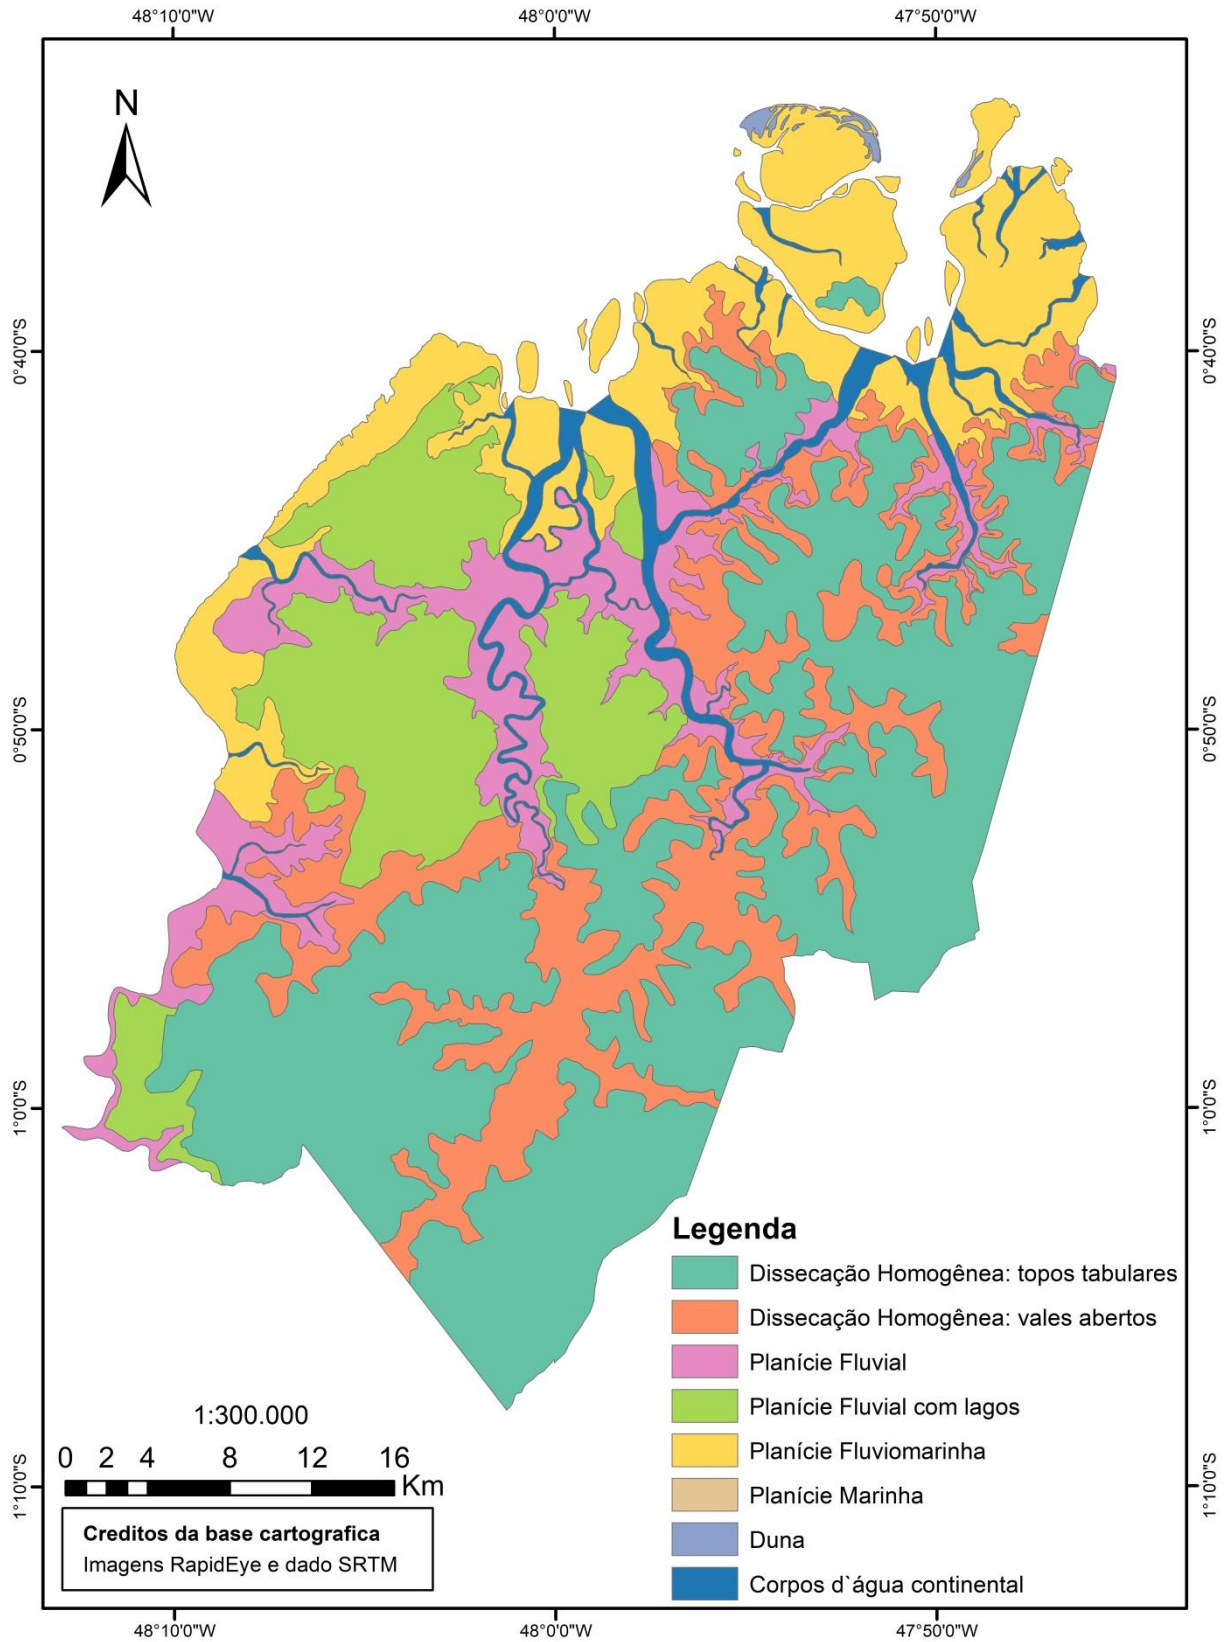 48°10'0"W 48°0'0"W 47°50'0"W
N
0°40'0"S 0°40'0"S
0°50'0"S 0°50'0"S
1°0'0"S 1°0'0"S
Legenda
Dissecação Homogênea: topos tabulares
Dissecação Homogênea: vales abertos
Planície Fluvial
Planície Fluvial com lagos
Planície Fluviomarinha
Planície Marinha
Duna
Corpos d`água continental
1:300.000
0 2 4 8 12 16
Km
1°10'0"S 1°10'0"S
Creditos da base cartografica
Imagens RapidEye e dado SRTM
48°10'0"W 48°0'0"W 47°50'0"W